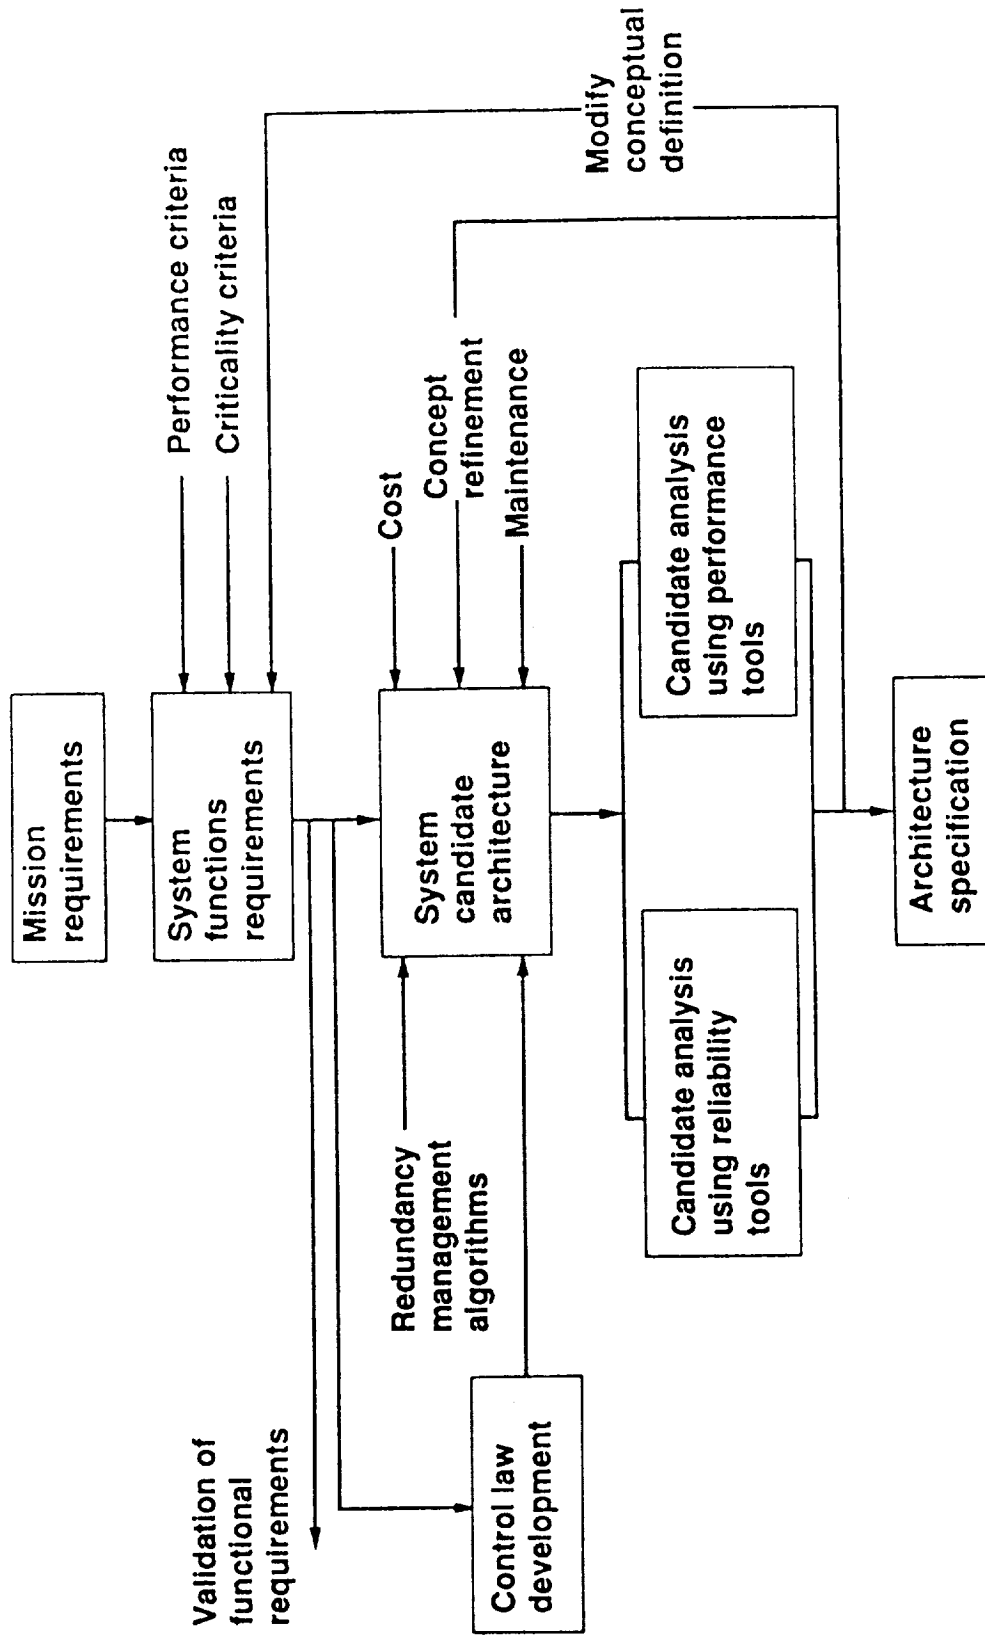 Mission
requirements
System
functions
requirements
Performance criteria
Criticality criteria
Validation of
functional
requirements
Redundancy
management
algorithms
System
candidate
architecture
Cost
Concept
refinement
Maintenance
Modify
conceptual
definition
Control law
development
Candidate analysis
using reliability
tools
Candidate analysis
using performance
tools
Architecture
specification